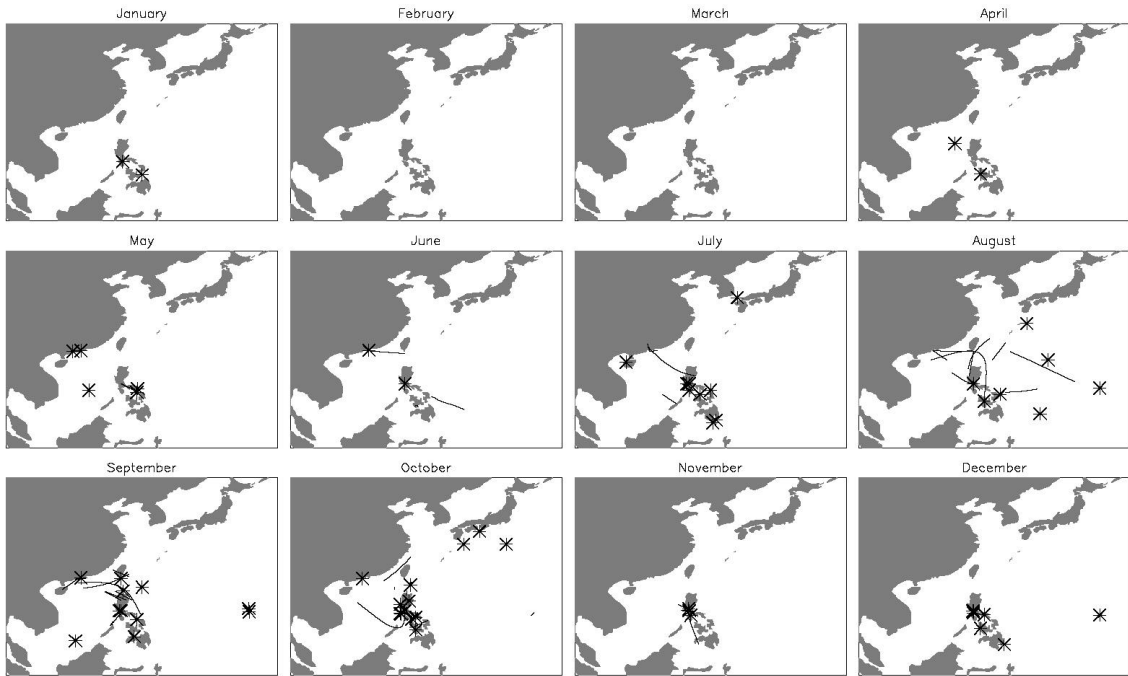 January
February
March
April
May
June
July
August
September
October
November
December